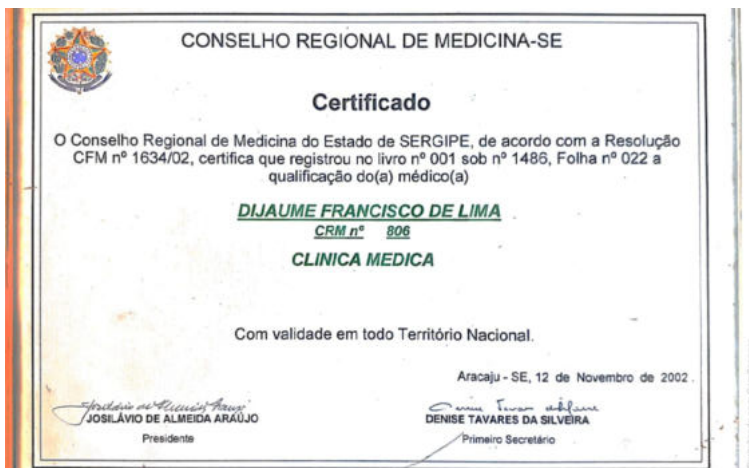 CONSELHO REGIONAL DE MEDICINA-SE
Certificado
O Conselho Regional de Medicina do Estado de SERGIPE, de acordo com a Resolução
CFM nº 1634/02, certifica que registrou no livro nº 001 sob nº 1486, Folha nº 022 a
qualificação do(a) médico(a)
DIJAUME FRANCISCO DE LIMA
CRM nº 806
CLINICA MEDICA
Com validade em todo Território Nacional.
Aracaju - SE, 12 de Novembro de 2002.
JOSILÁVIO DE ALMEIDA ARAÚJO
Presidente
DENISE TAVARES DA SILVEIRA
Primeiro Secretário